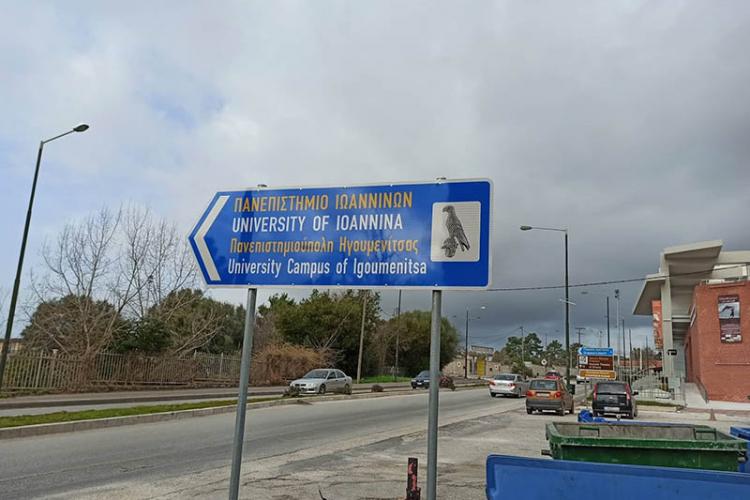 ΠΑΝΕΠΙΣΤΗΜΙΟ ΙΩΑΝΝΙΝΩΝ
UNIVERSITY OF IOANNINA
Πανεπιστημιούπολη Ηγουμενίτσας
University Campus of Igoumenitsa